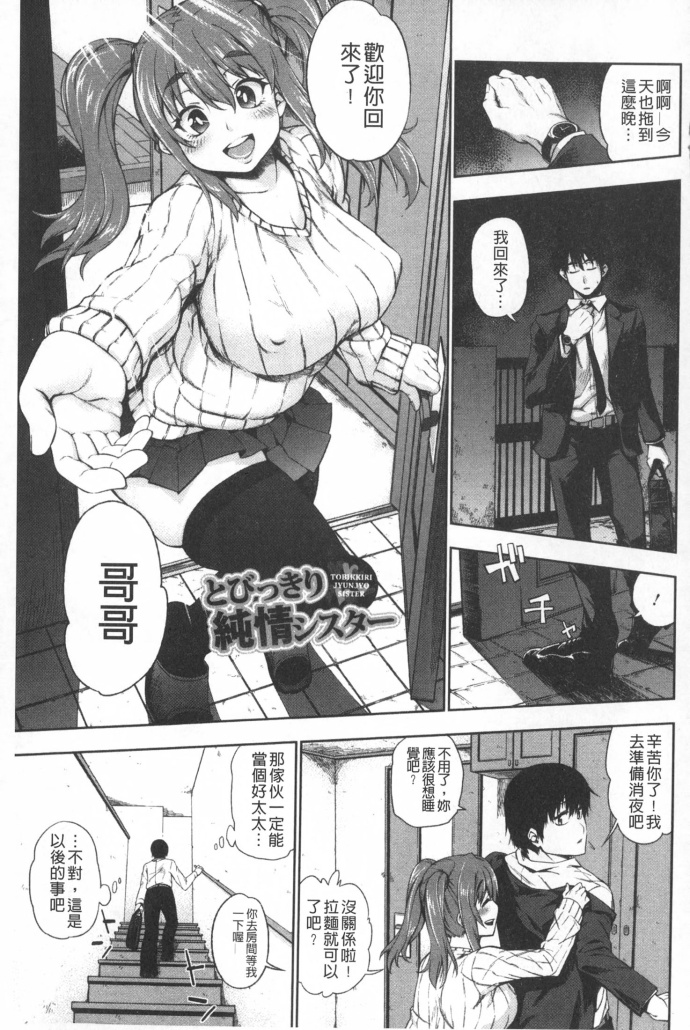 啊啊—今
天也拖到
這麼晚…
我回來了…
！
ガチャ
歡迎你回
來了！
哥哥
とびっきり
純情シスター
TOBIKKIRI
JYUNJYO
SISTER
辛苦你了！我
去準備消夜吧
不用了，妳
應該很想睡
覺吧？
沒關係啦！
拉麵就可以
了吧？
那傢伙一定能
當個好太太…
你去房間等我
一下喔—
…不對，這是
以後的事吧